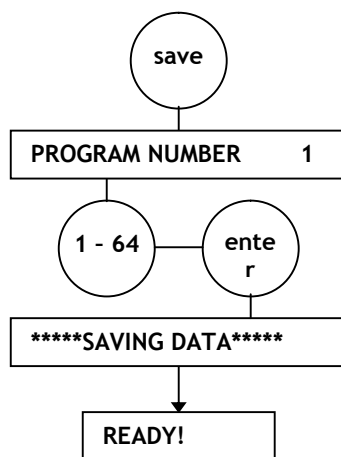 save
PROGRAM NUMBER 1
1 - 64
ente
r
*****SAVING DATA*****
READY!